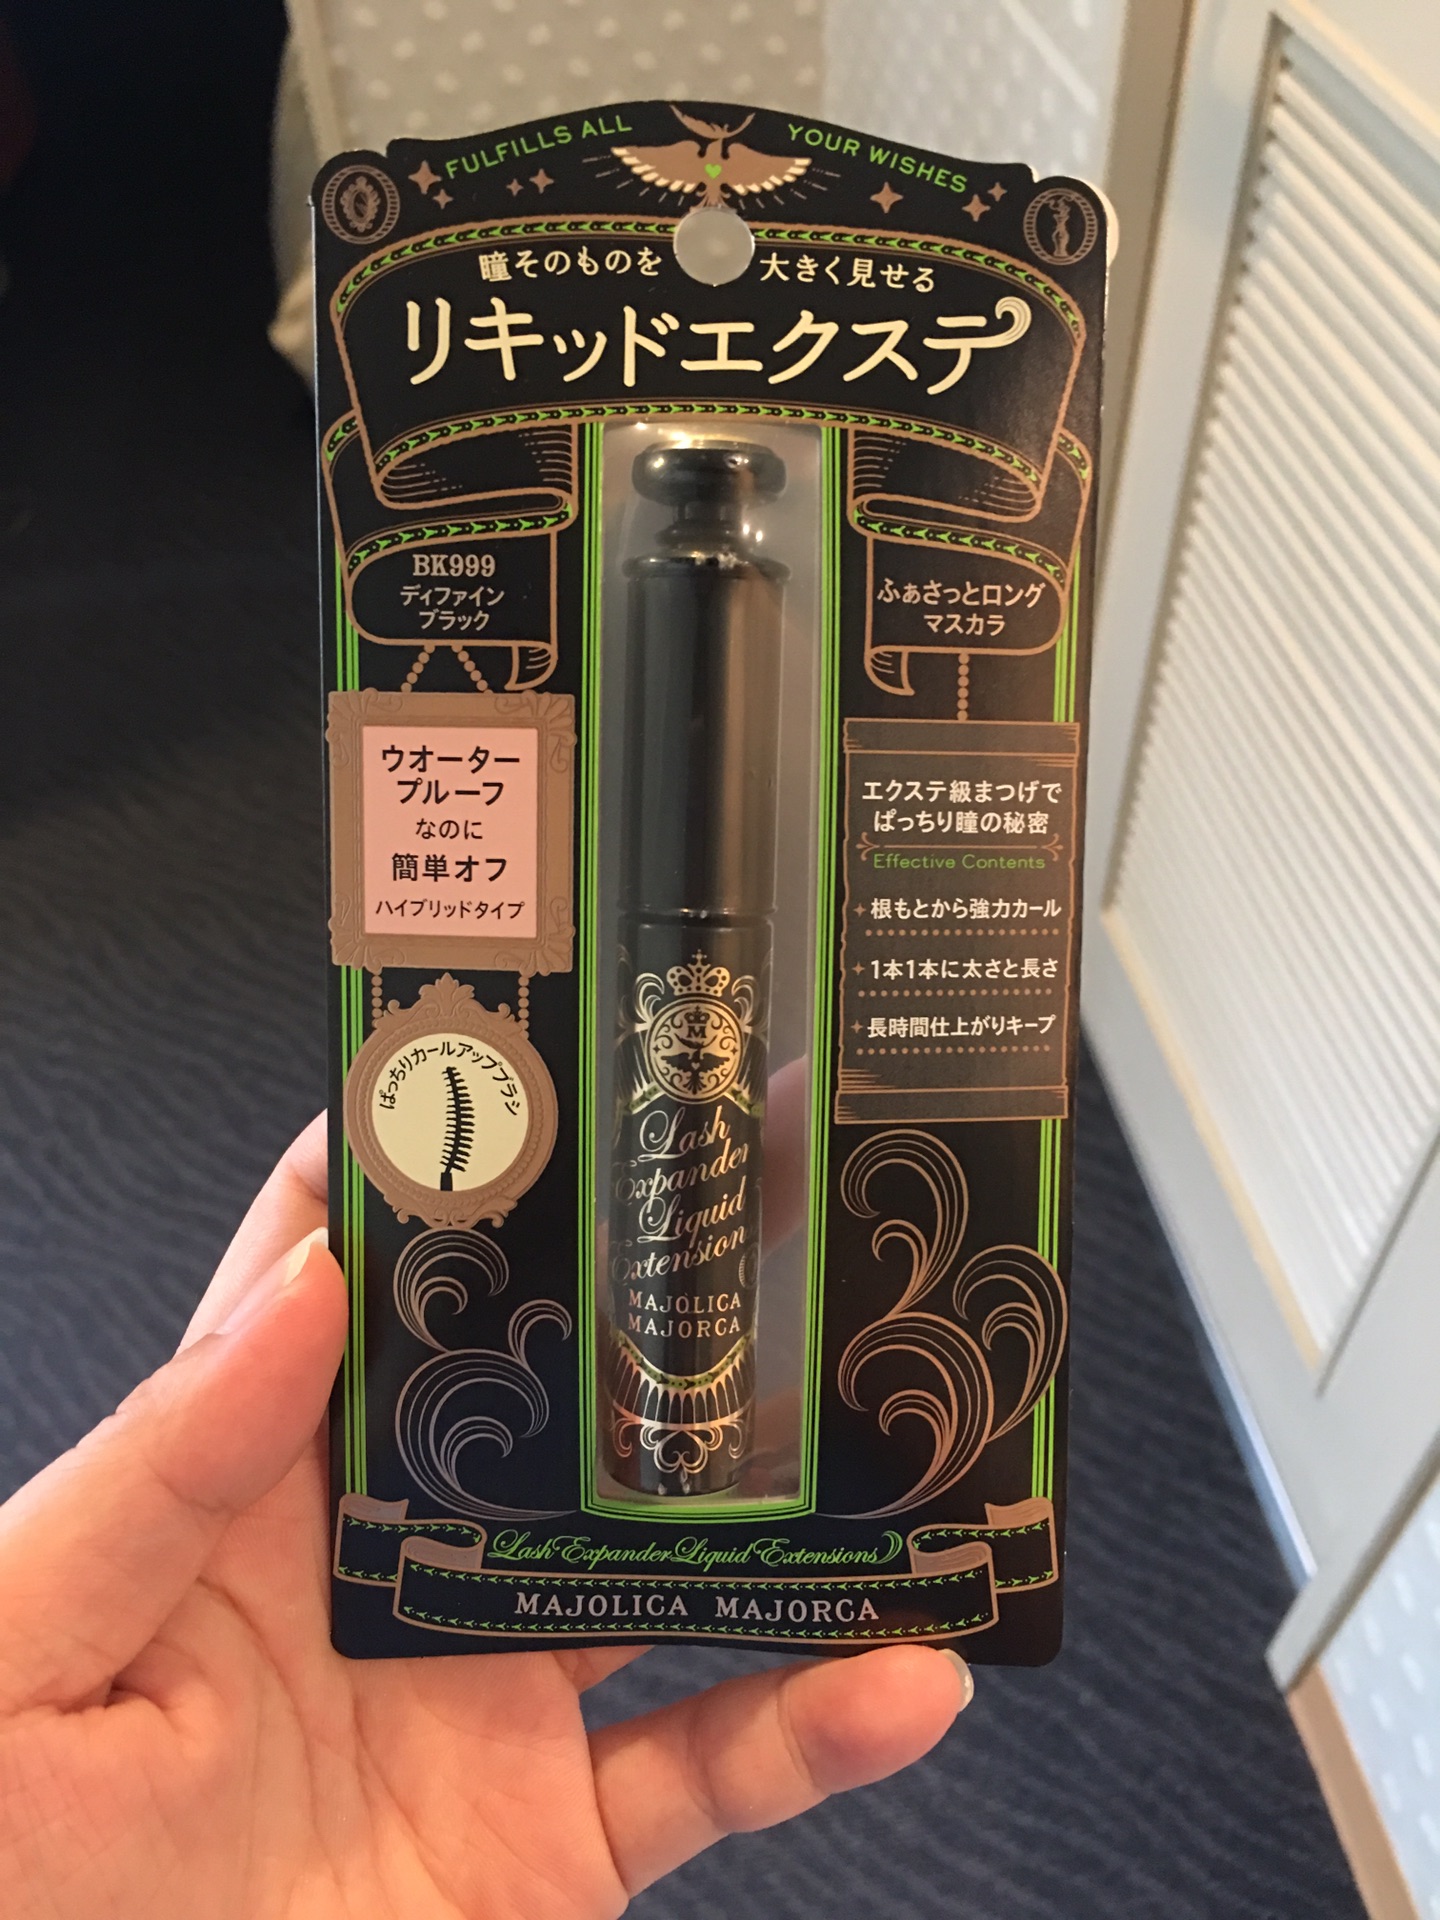 FULFILLS ALL YOUR WISHES
瞳そのものを 大きく見せる
リキッドエクステ
BK999
ディファイン
ブラック
ふぁさっとロング
マスカラ
ウオーター
プルーフ
なのに
簡単オフ
ハイブリッドタイプ
ぱっちりカールアップブラシ
エクステ級まつげで
ぱっちり瞳の秘密
Effective Contents
根もとから強力カール
1本1本に太さと長さ
長時間仕上がりキープ
M
Lash
Expander
Liquid
Extension
MAJOLICA
MAJORCA
Lash Expander Liquid Extensions
MAJOLICA MAJORCA